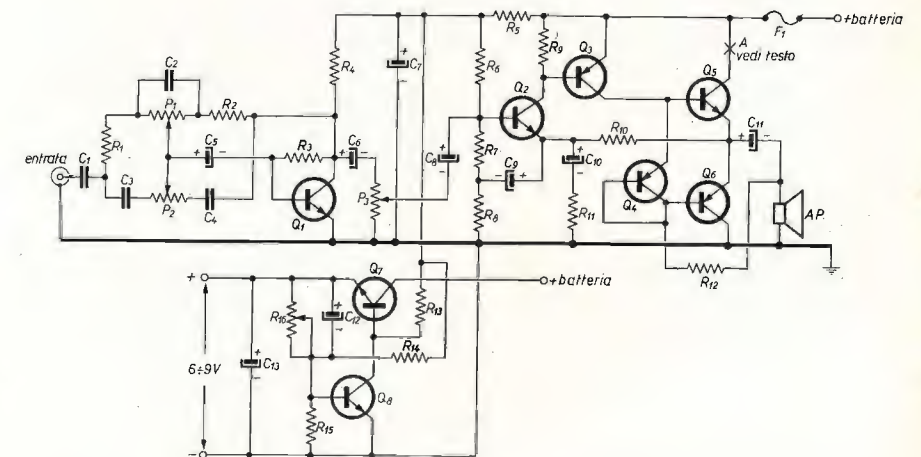 +batteria
F1
A
vedi testo
R5
R9
Q3
Q5
C2
P1
R2
R4
C7
R6
Q2
C11
R1
C5
R3
C6
R7
C9
R10
C10
entrata
C1
C3
P2
C4
Q1
P3
C8
R8
R11
Q4
Q6
AP.
R12
+
Q7
+batteria
R16
C12
R13
R14
6÷9V
C13
Q8
R15
-